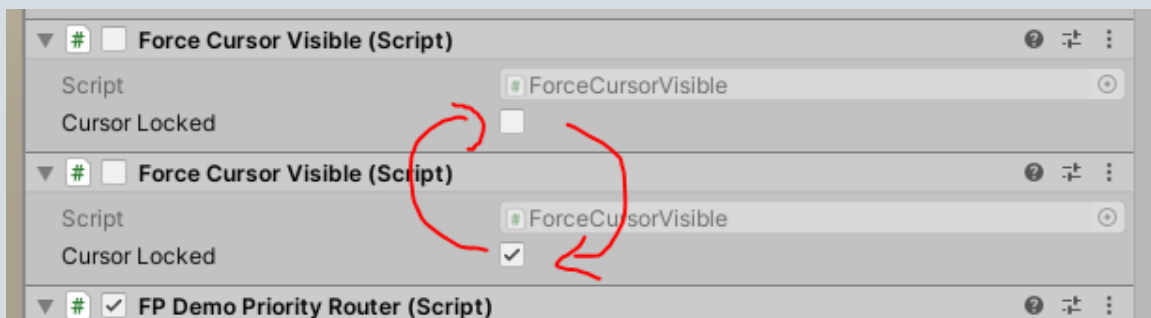 # Force Cursor Visible (Script)
Script # ForceCursorVisible
Cursor Locked
# Force Cursor Visible (Script)
Script # ForceCursorVisible
Cursor Locked
# FP Demo Priority Router (Script)